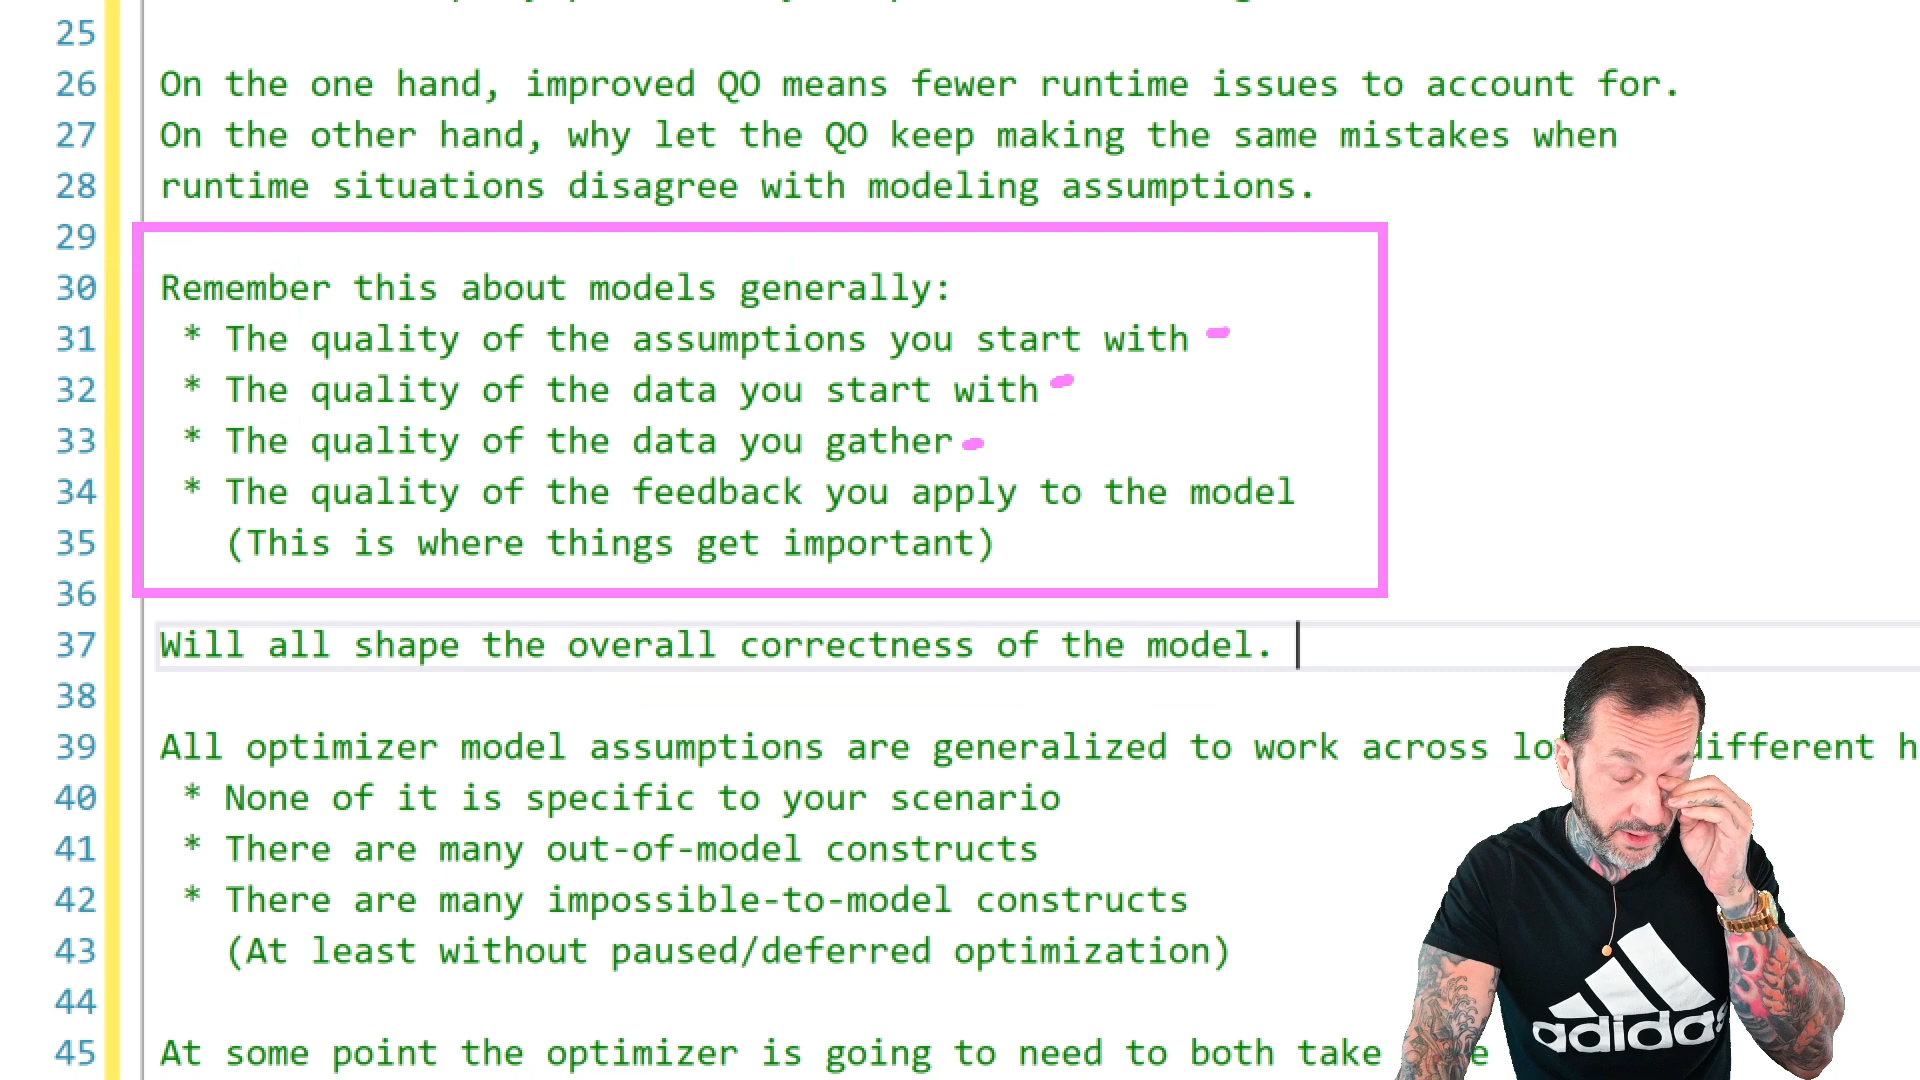 25
26 On the one hand, improved QO means fewer runtime issues to account for.
27 On the other hand, why let the QO keep making the same mistakes when
28 runtime situations disagree with modeling assumptions.
29
30 Remember this about models generally:
31 * The quality of the assumptions you start with
32 * The quality of the data you start with
33 * The quality of the data you gather
34 * The quality of the feedback you apply to the model
35 (This is where things get important)
36
37 Will all shape the overall correctness of the model.
38
39 All optimizer model assumptions are generalized to work across different
40 * None of it is specific to your scenario
41 * There are many out-of-model constructs
42 * There are many impossible-to-model constructs
43 (At least without paused/deferred optimization)
44
45 At some point the optimizer is going to need to both take
adidas